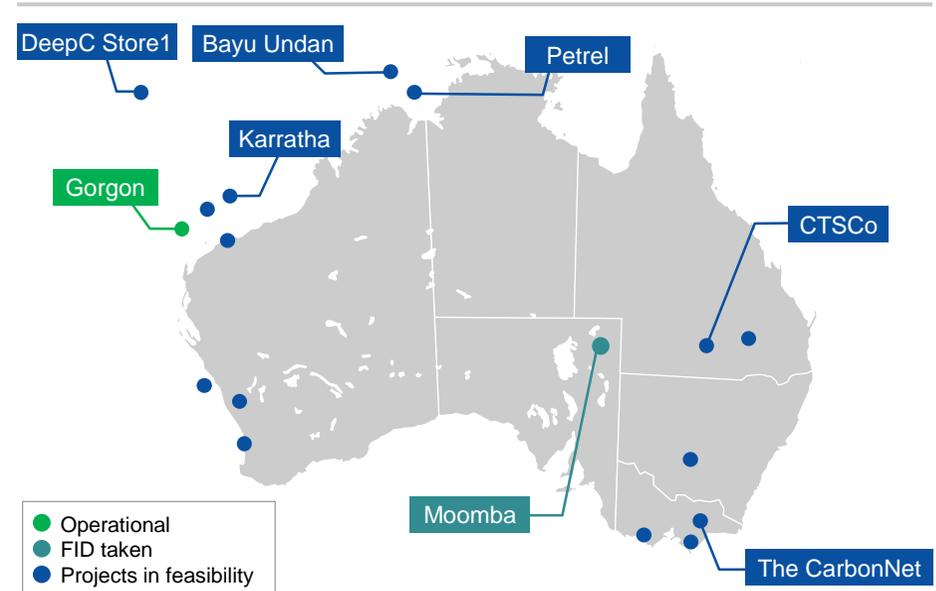 DeepC Store1
Bayu Undan
Petrel
Karratha
Gorgon
CTSCo
Moomba
The CarbonNet
Operational
FID taken
Projects in feasibility